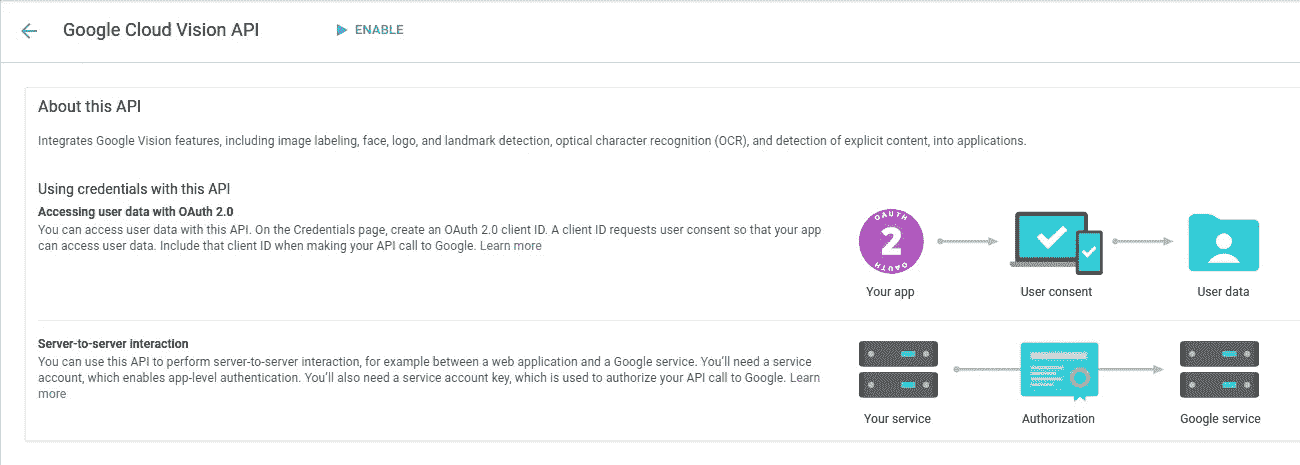 Google Cloud Vision API
ENABLE
About this API
Integrates Google Vision features, including image labeling, face, logo, and landmark detection, optical character recognition (OCR), and detection of explicit content, into applications.
Using credentials with this API
Accessing user data with OAuth 2.0
You can access user data with this API. On the Credentials page, create an OAuth 2.0 client ID. A client ID requests user consent so that your app
can access user data. Include that client ID when making your API call to Google. Learn more
OAUTH
2
OAUTH
Your app
User consent
User data
Server-to-server interaction
You can use this API to perform server-to-server interaction, for example between a web application and a Google service. You'll need a service
account, which enables app-level authentication. You'll also need a service account key, which is used to authorize your API call to Google. Learn
more
Your service
Authorization
Google service